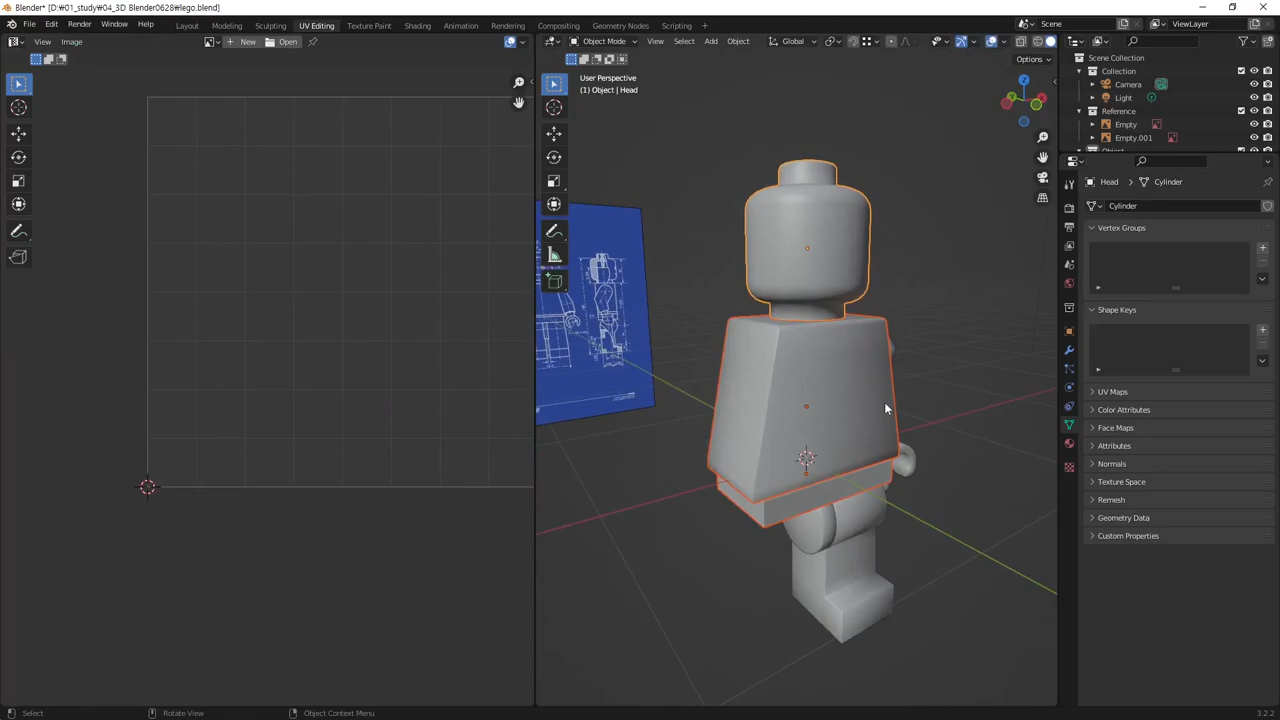 Blender* [D:₩01_study₩04_3D Blender0628₩lego.blend]
File Edit Render Window Help Layout Modeling Sculpting UV Editing Texture Paint Shading Animation Rendering Compositing Geometry Nodes Scripting Scene ViewLayer
View Image New Open Object Mode View Select Add Object Global
Options
User Perspective
(1) Object | Head
Z
X
Y
Scene Collection
Collection
Camera
Light
Reference
Empty
Empty.001
Object
Head Cylinder
Cylinder
Vertex Groups
Shape Keys
UV Maps
Color Attributes
Face Maps
Attributes
Normals
Texture Space
Remesh
Geometry Data
Custom Properties
Select Rotate View Object Context Menu 3.2.2